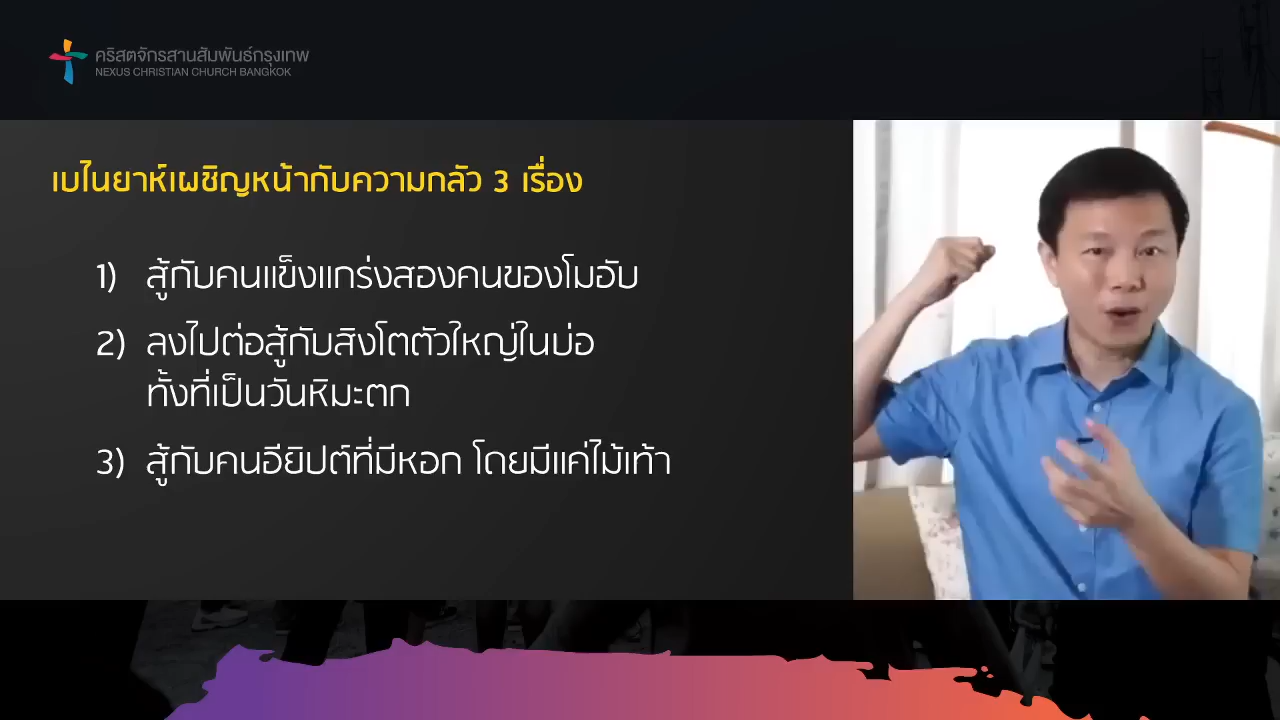 คริสตจักรสานสัมพันธ์กรุงเทพ
NEXUS CHRISTIAN CHURCH BANGKOK
เบไนยาห์เผชิญหน้ากับความกลัว 3 เรื่อง
1) สู้กับคนแข็งแกร่งสองคนของโมอับ
2) ลงไปต่อสู้กับสิงโตตัวใหญ่ในบ่อ
ทั้งที่เป็นวันหิมะตก
3) สู้กับคนอียิปต์ที่มีหอก โดยมีแค่ไม้เท้า